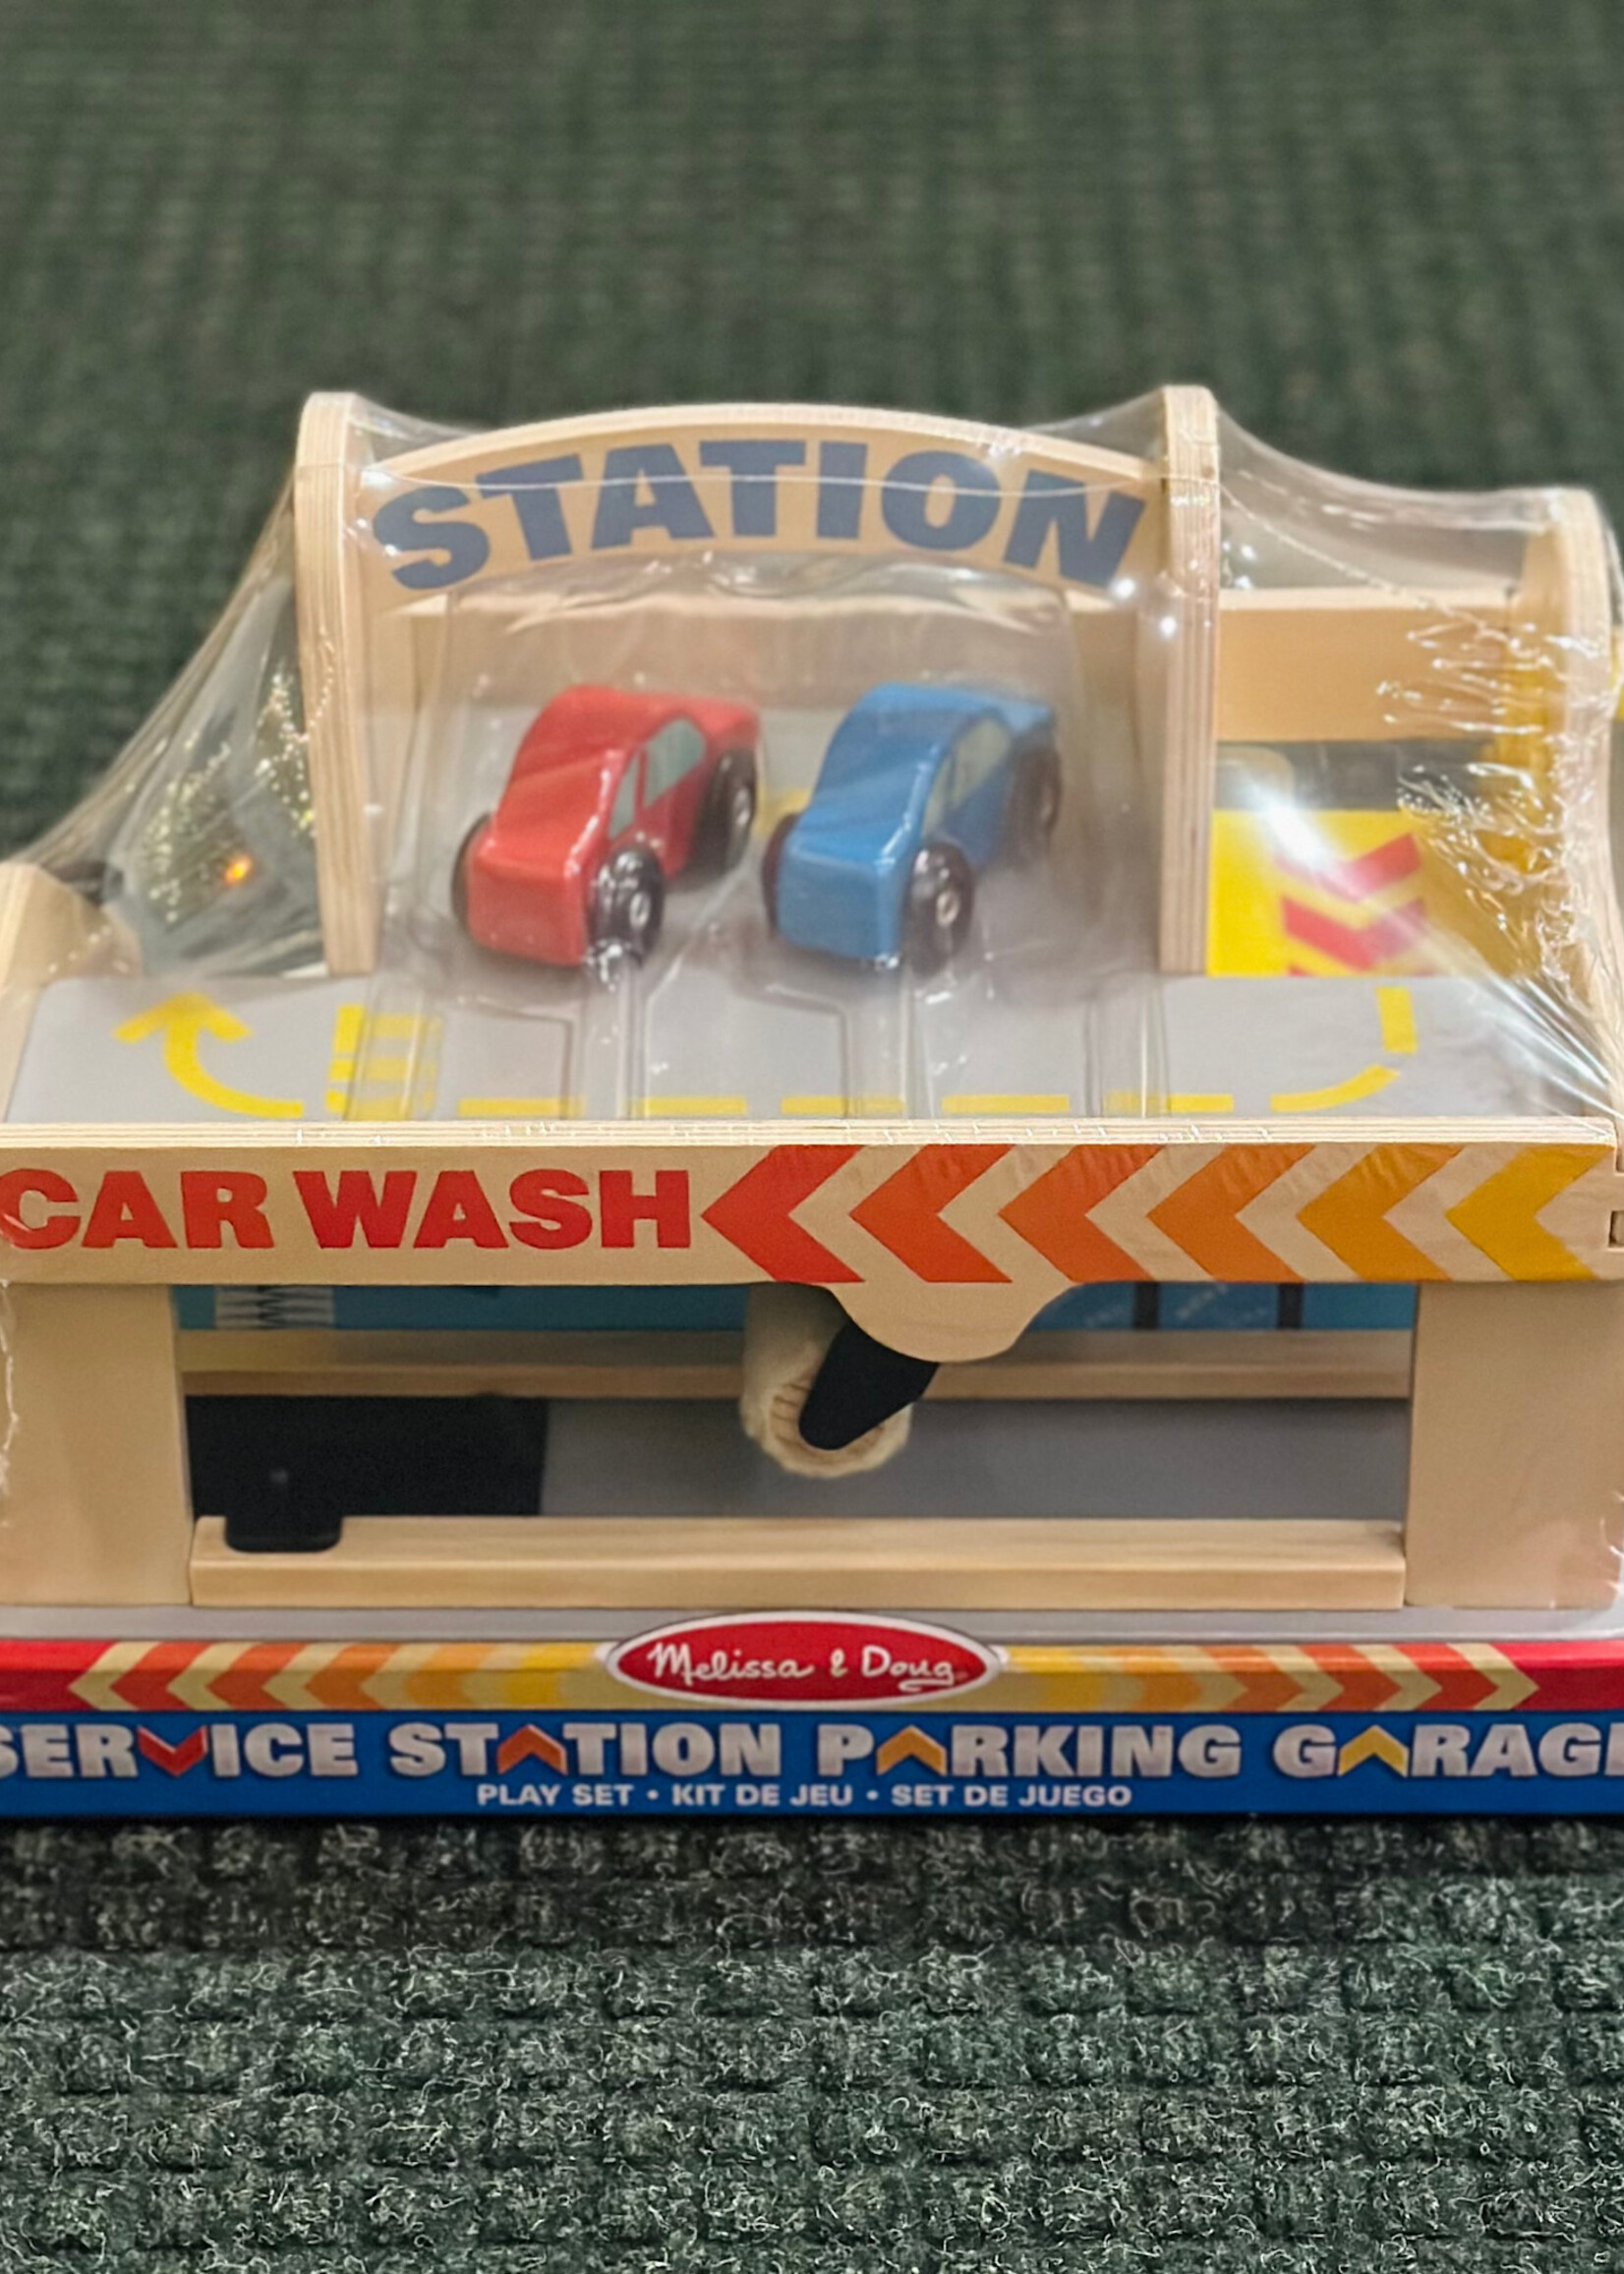 STATION
CAR WASH
Melissa & Doug
SERVICE STATION PARKING GARAGE
PLAY SET • KIT DE JEU • SET DE JUEGO